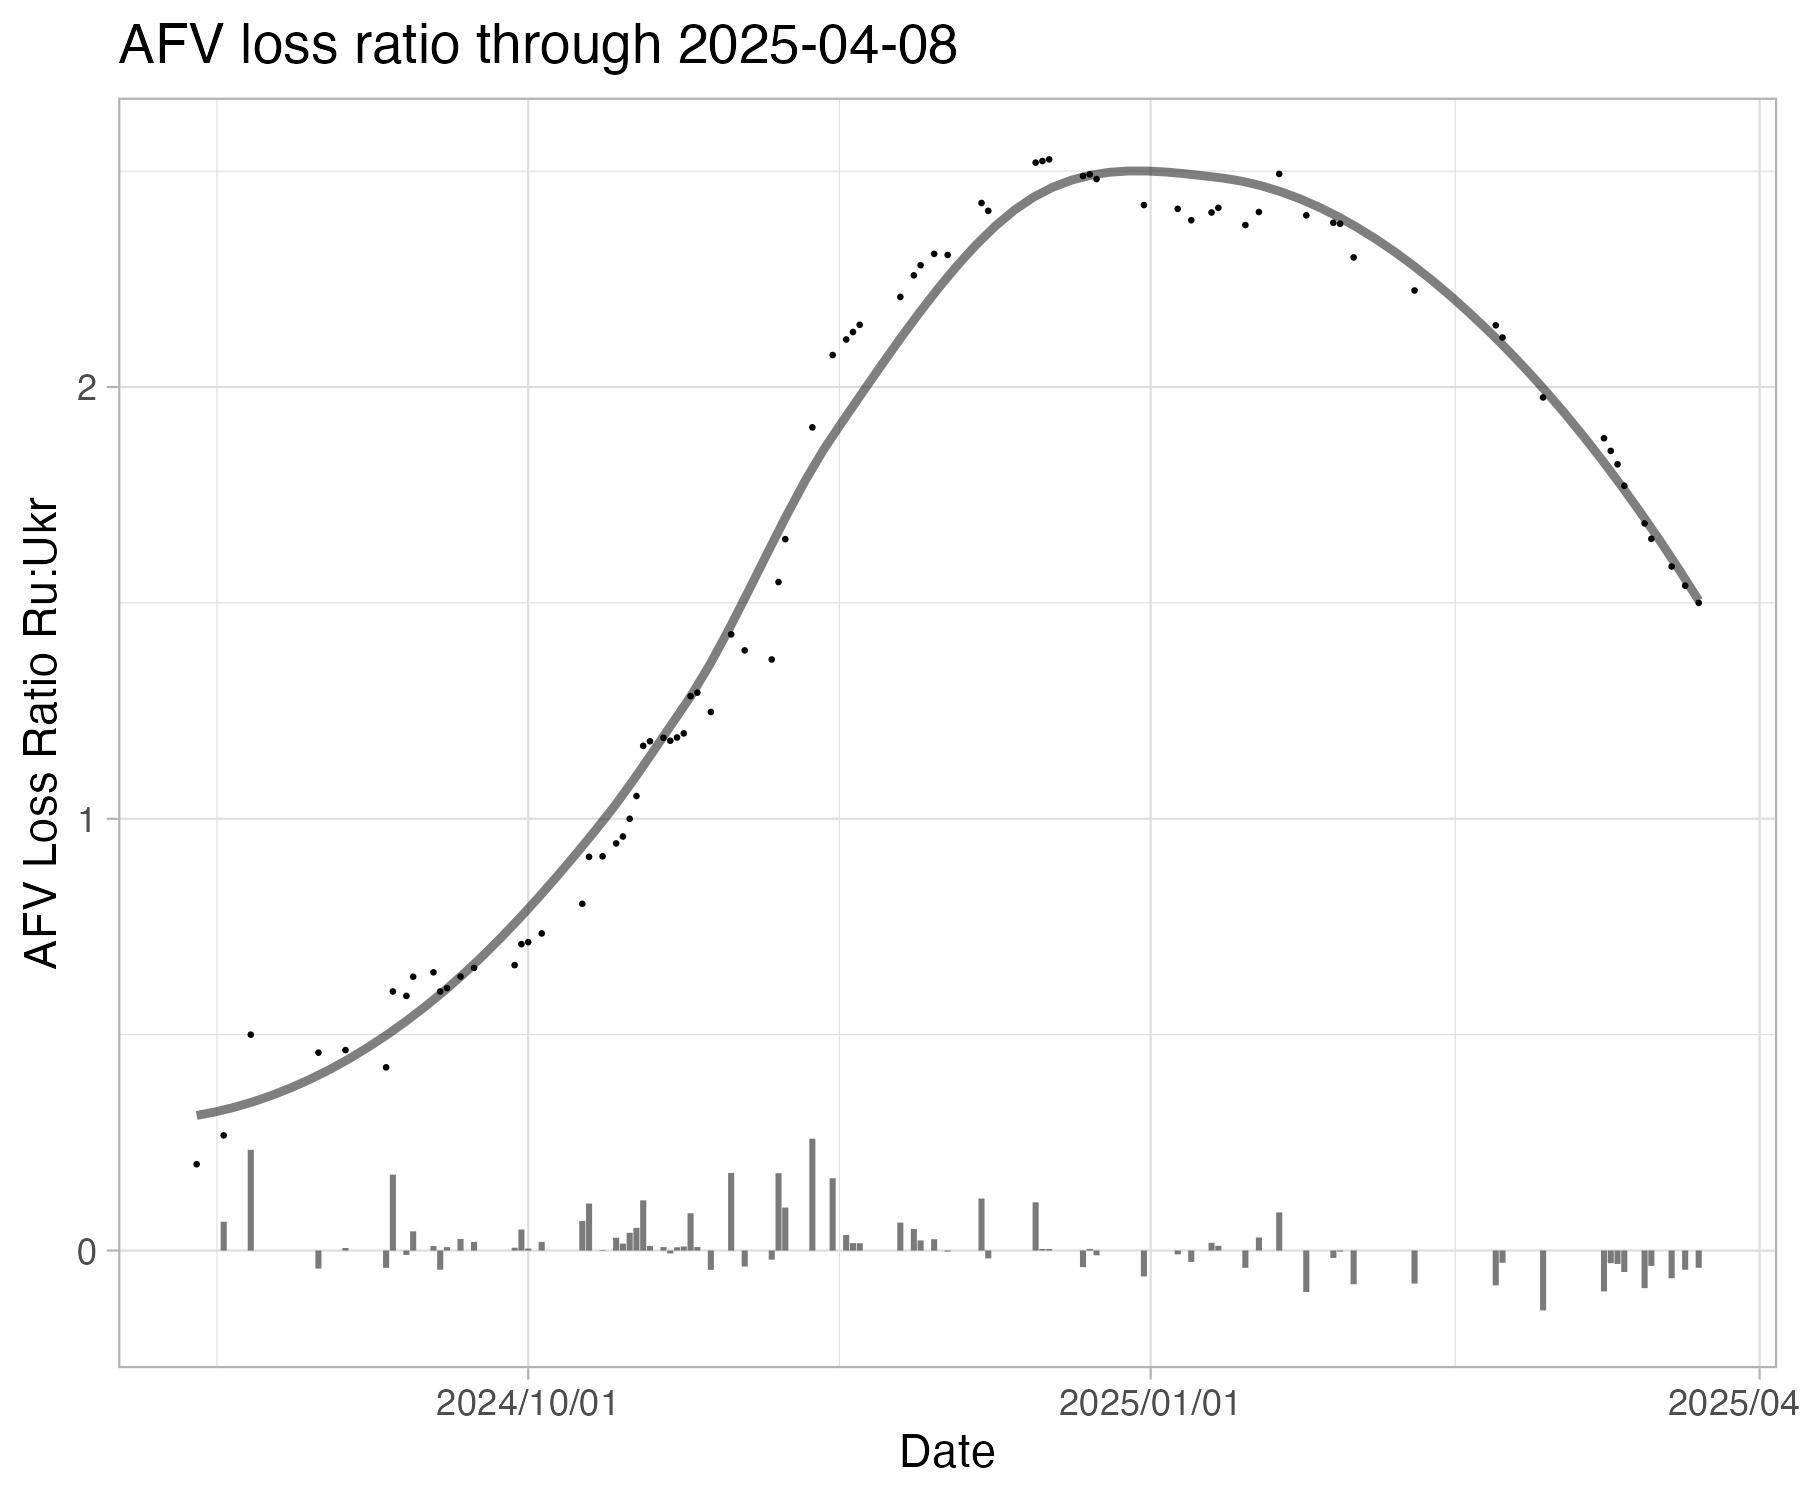 AFV loss ratio through 2025-04-08
AFV Loss Ratio Ru:Ukr
2
1
0
2024/10/01
2025/01/01
2025/04
Date